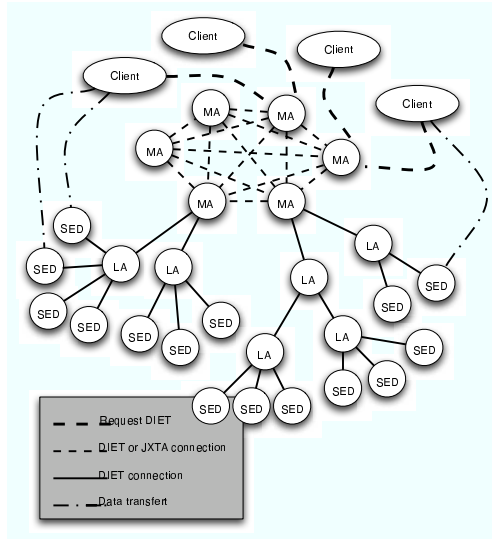 Client
Client
Client
Client
MA
MA
MA
MA
MA
MA
SED
LA
SED
LA
LA
SED
LA
SED
SED
SED
SED
SED
SED
LA
LA
SED
SED
SED
SED
SED
SED
Request DIET
DIET or JXTA connection
DIET connection
Data transfert